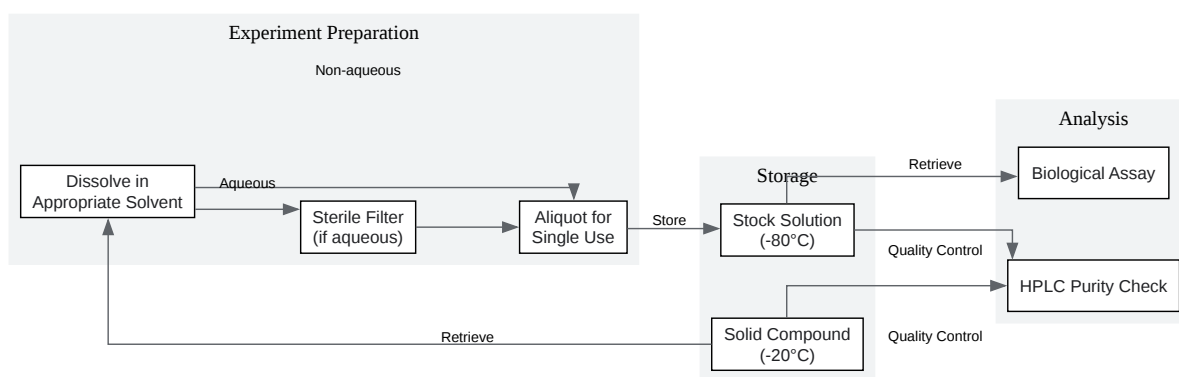 Experiment Preparation
Non-aqueous
Dissolve in
Appropriate Solvent
Aqueous
Sterile Filter
(if aqueous)
Aliquot for
Single Use
Store
Retrieve
Storage
Stock Solution
(-80°C)
Solid Compound
(-20°C)
Retrieve
Quality Control
Quality Control
Analysis
Biological Assay
HPLC Purity Check